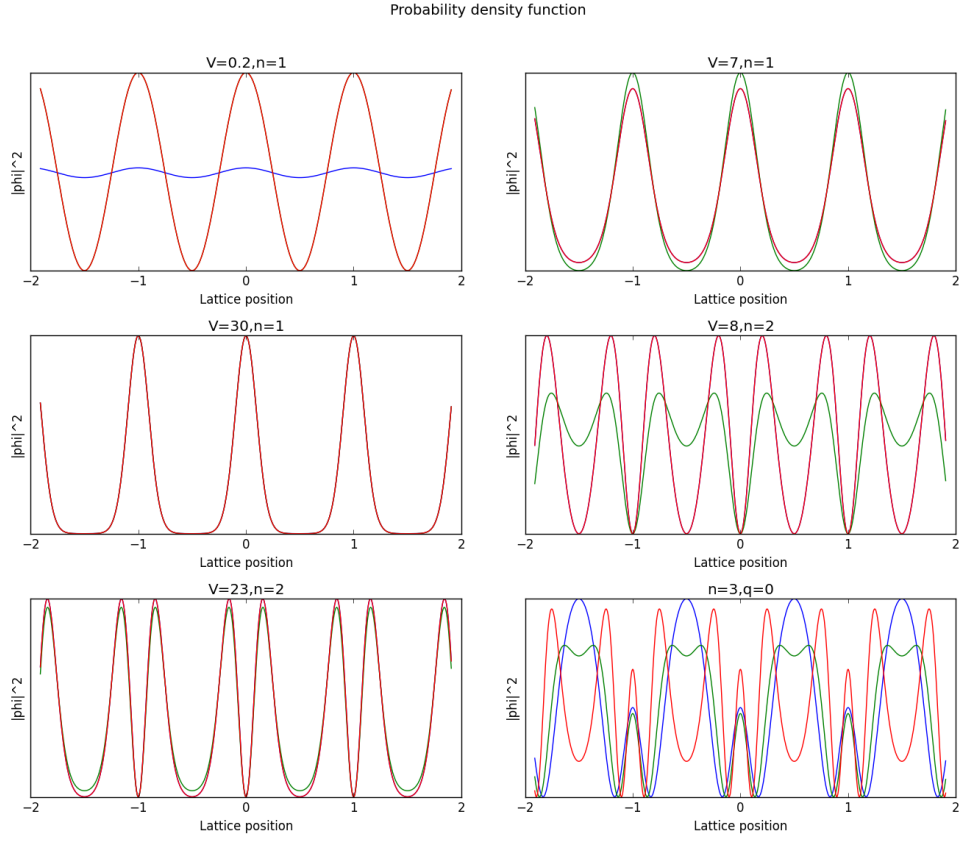 Probability density function
V=0.2,n=1
|phi|^2
−2 −1 0 1 2
Lattice position
V=7,n=1
|phi|^2
−2 −1 0 1 2
Lattice position
V=30,n=1
|phi|^2
−2 −1 0 1 2
Lattice position
V=8,n=2
|phi|^2
−2 −1 0 1 2
Lattice position
V=23,n=2
|phi|^2
−2 −1 0 1 2
Lattice position
n=3,q=0
|phi|^2
−2 −1 0 1 2
Lattice position